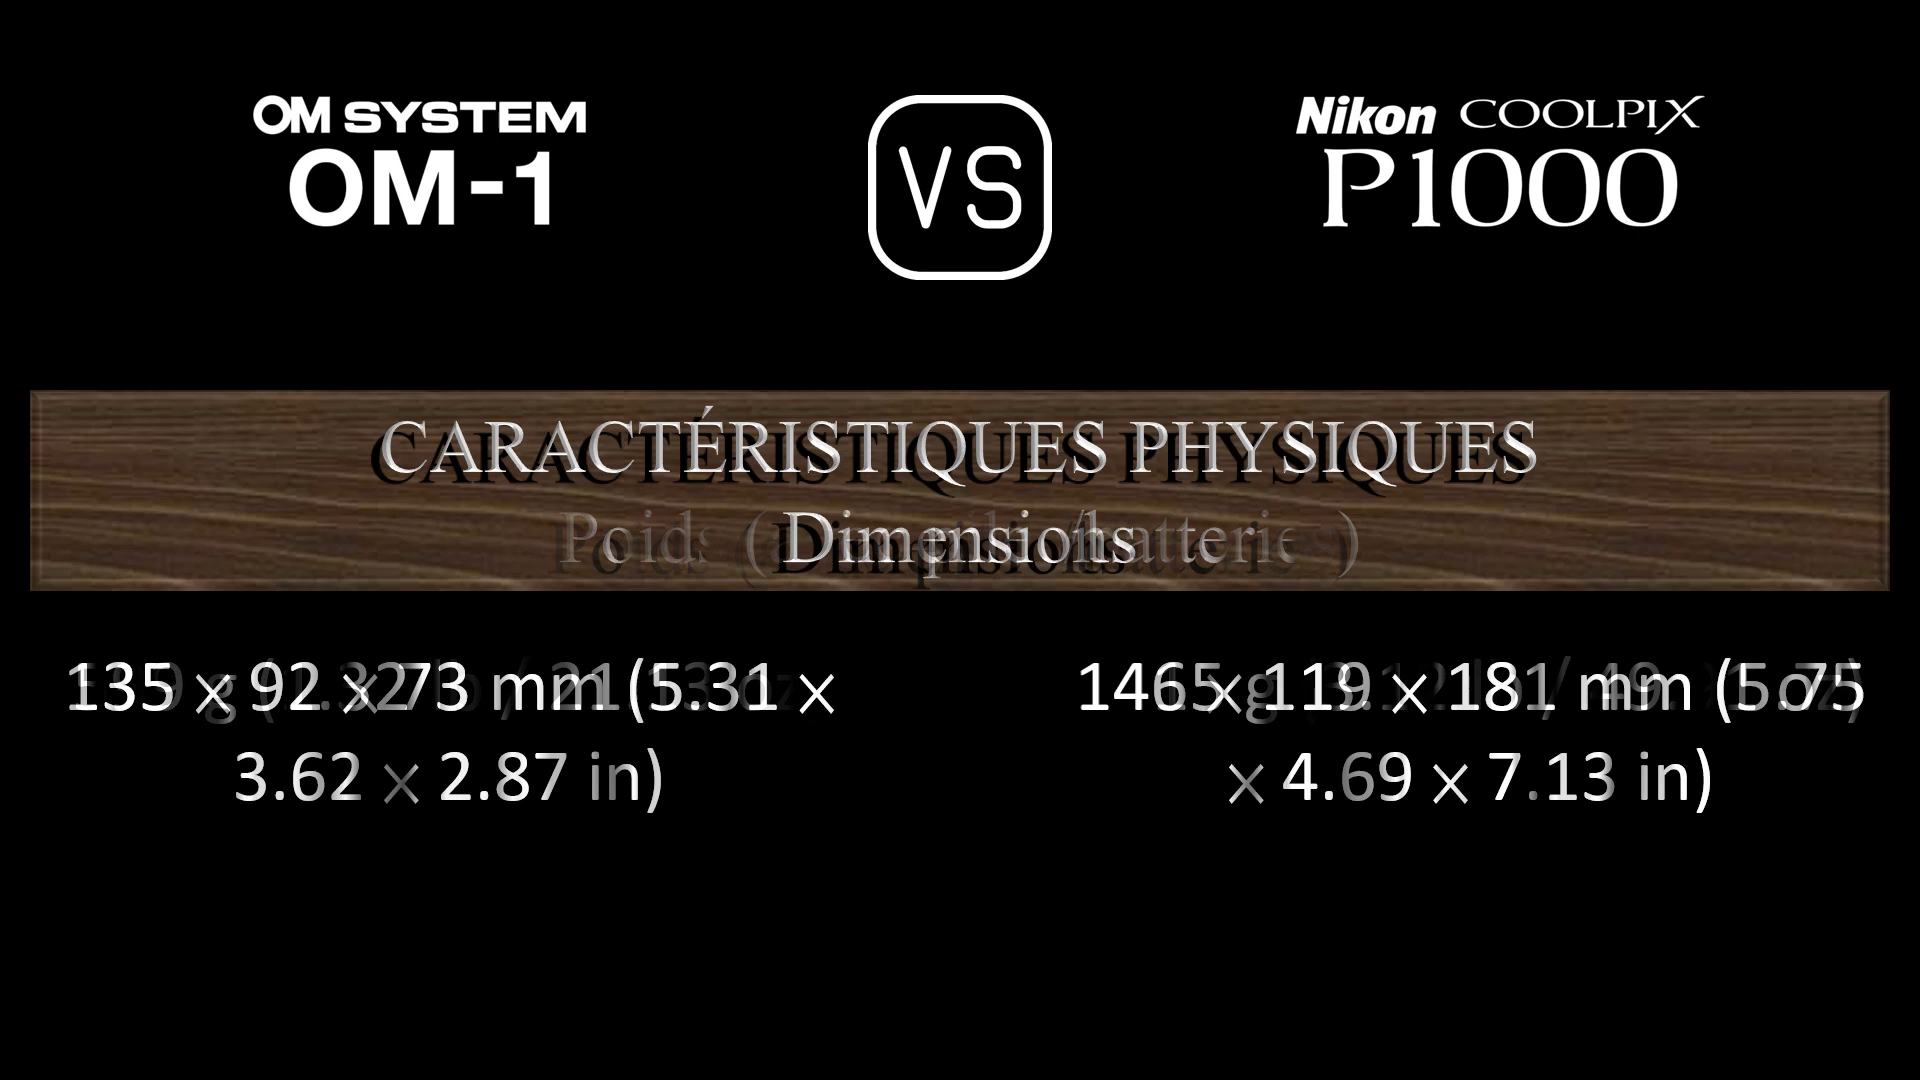 OM SYSTEM
OM-1
VS
Nikon COOLPIX
P1000
CARACTÉRISTIQUES PHYSIQUES
Dimensions
135 x 92 x 73 mm (5.31 x
3.62 x 2.87 in)
146 x 119 x 181 mm (5.75
x 4.69 x 7.13 in)